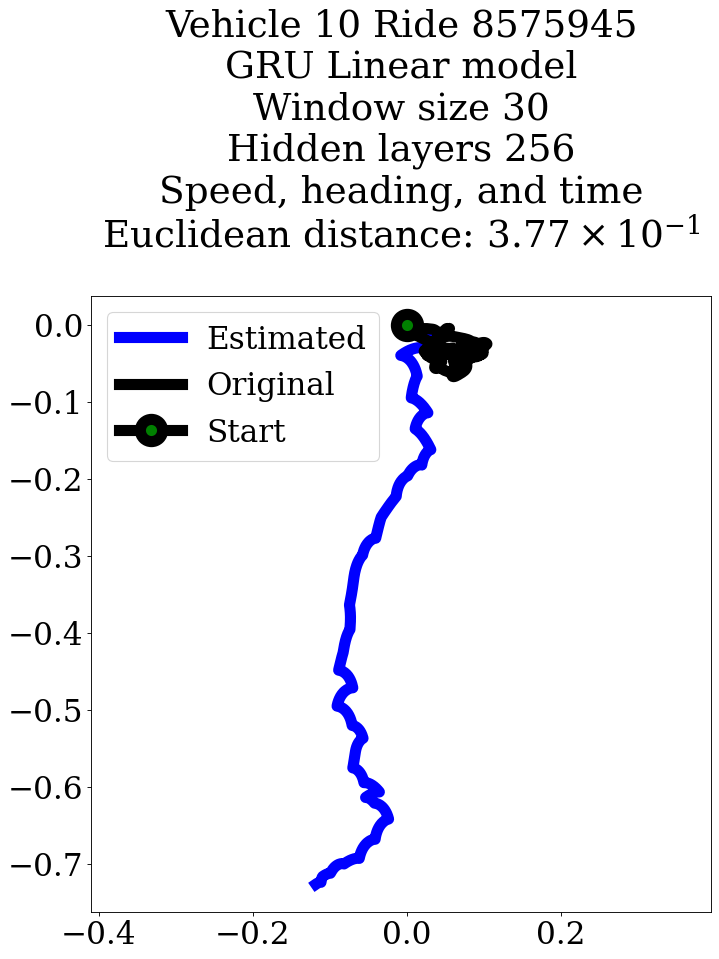 Vehicle 10 Ride 8575945
GRU Linear model
Window size 30
Hidden layers 256
Speed, heading, and time
Euclidean distance: 3.77 × 10⁻¹
Estimated
Original
Start
0.0
−0.1
−0.2
−0.3
−0.4
−0.5
−0.6
−0.7
−0.4 −0.2 0.0 0.2